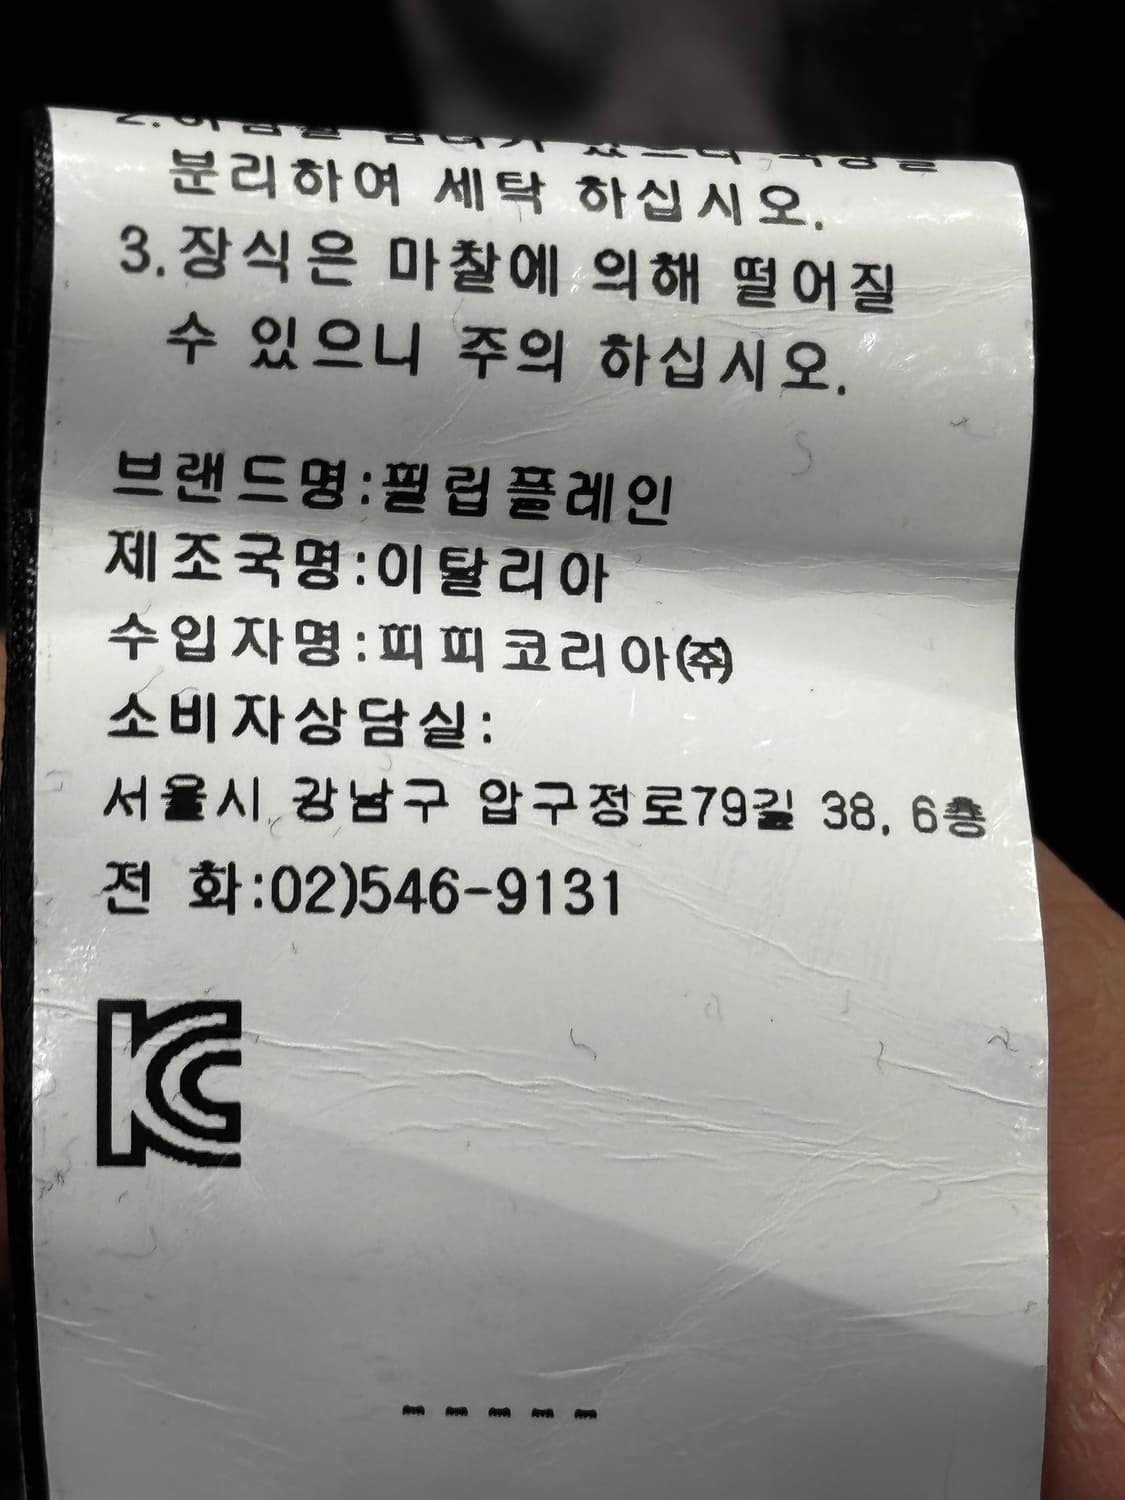 분리하여 세탁 하십시오.
3.장식은 마찰에 의해 떨어질
수 있으니 주의 하십시오.
브랜드명:필립플레인
제조국명:이탈리아
수입자명:피피코리아㈜
소비자상담실:
서울시 강남구 압구정로79길 38, 6층
전 화:02)546-9131
KC
-----